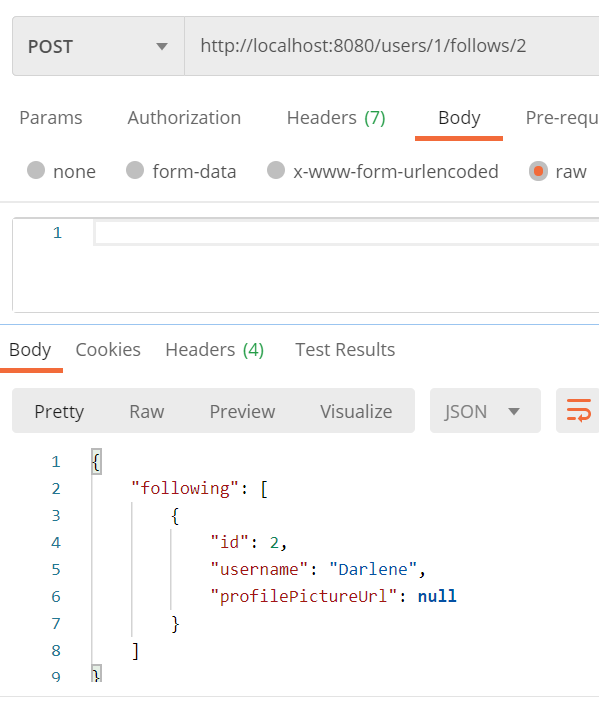 POST http://localhost:8080/users/1/follows/2
Params Authorization Headers (7) Body Pre-requ
none form-data x-www-form-urlencoded raw
1
Body Cookies Headers (4) Test Results
Pretty Raw Preview Visualize JSON
1 {
2 "following": [
3 {
4 "id": 2,
5 "username": "Darlene",
6 "profilePictureUrl": null
7 }
8 ]
9 }